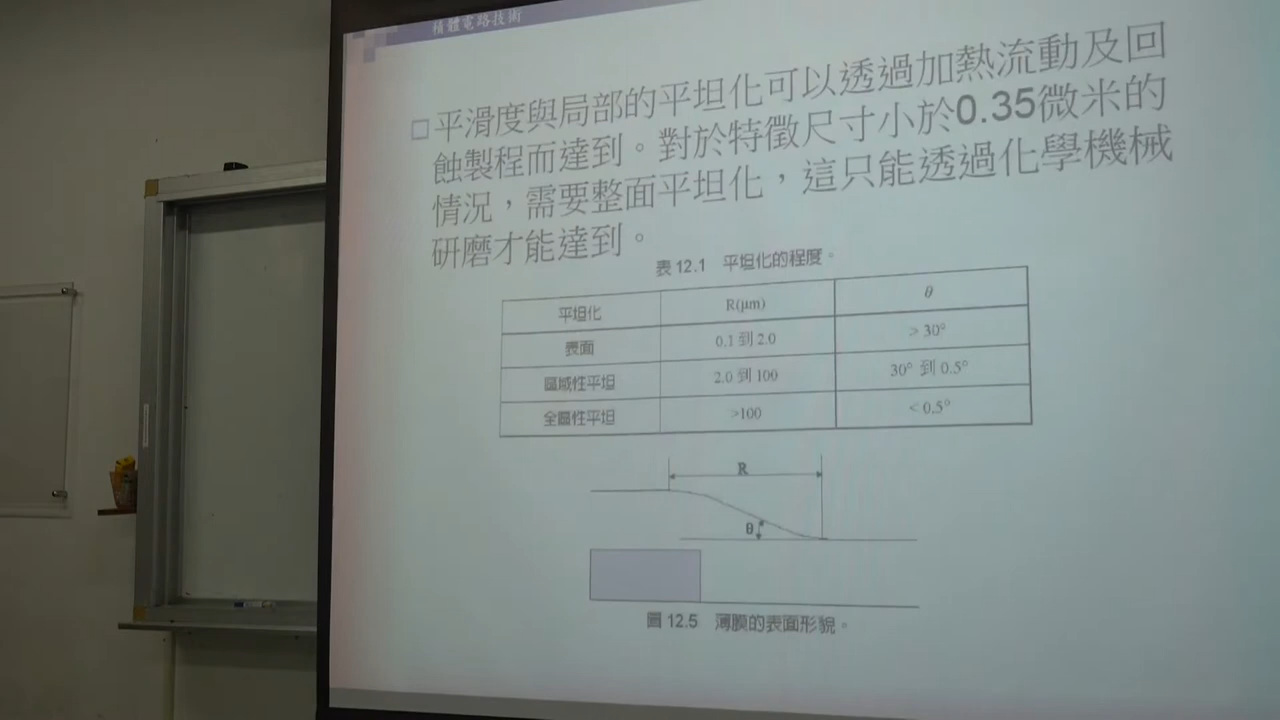 積體電路技術
平滑度與局部的平坦化可以透過加熱流動及回
蝕製程而達到。對於特徵尺寸小於0.35微米的
情況，需要整面平坦化，這只能透過化學機械
研磨才能達到。
表 12.1 平坦化的程度。
平坦化 R(μm) θ
表面 0.1 到 2.0 > 30°
區域性平坦 2.0 到 100 30° 到 0.5°
全區性平坦 >100 < 0.5°
R
θ
圖 12.5 薄膜的表面形貌。